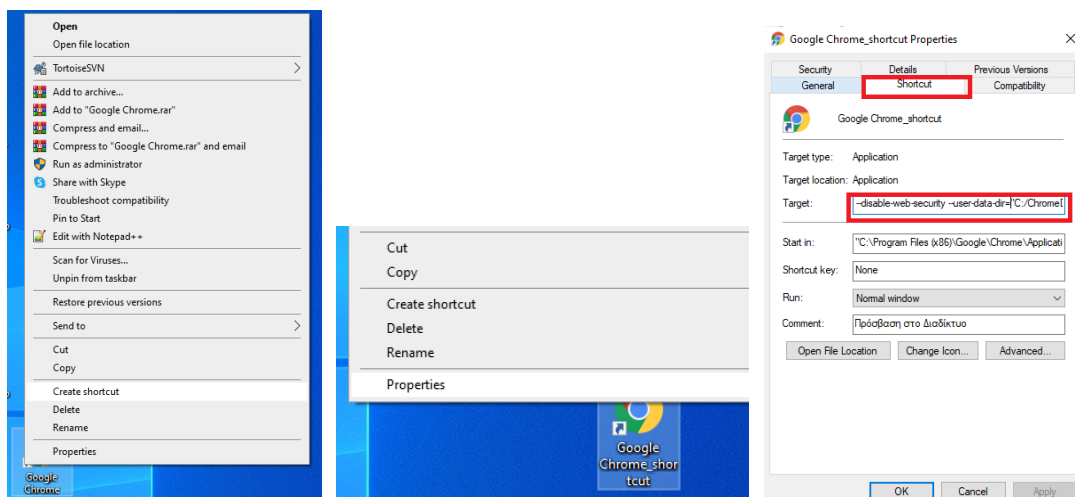 Open
Open file location
TortoiseSVN
Add to archive...
Add to "Google Chrome.rar"
Compress and email...
Compress to "Google Chrome.rar" and email
Run as administrator
Share with Skype
Troubleshoot compatibility
Pin to Start
Edit with Notepad++
Scan for Viruses...
Unpin from taskbar
Restore previous versions
Send to
Cut
Copy
Create shortcut
Delete
Rename
Properties
Google
Chrome
Cut
Copy
Create shortcut
Delete
Rename
Properties
Google
Chrome_shor
tcut
Google Chrome_shortcut Properties
Security Details Previous Versions
General Shortcut Compatibility
Google Chrome_shortcut
Target type: Application
Target location: Application
Target: --disable-web-security --user-data-dir="C:/Chrome
Start in: "C:\Program Files (x86)\Google\Chrome\Applicati
Shortcut key: None
Run: Normal window
Comment: Πρόσβαση στο Διαδίκτυο
Open File Location Change Icon... Advanced...
OK Cancel Apply